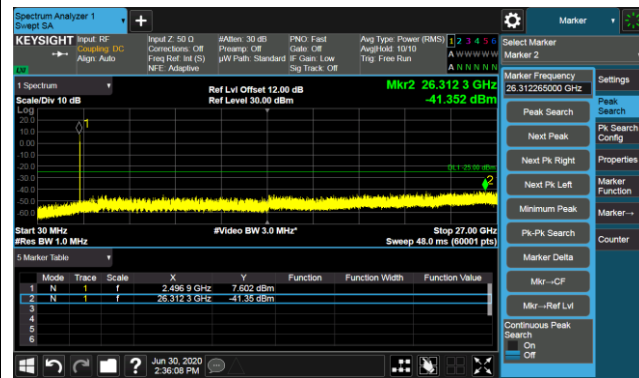 Spectrum Analyzer 1
Swept SA
KEYSIGHT
Input: RF
Coupling: DC
Align: Auto
Input Z: 50 Ω
Corrections: Off
Freq Ref: Int (S)
NFE: Adaptive
#Atten: 30 dB
Preamp: Off
µW Path: Standard
PNO: Fast
Gate: Off
IF Gain: Low
Sig Track: Off
Avg Type: Power (RMS)
Avg|Hold: 10/10
Trig: Free Run
1 2 3 4 5 6
A W W W W W
A N N N N N
1 Spectrum
Scale/Div 10 dB
Ref Lvl Offset 12.00 dB
Ref Level 30.00 dBm
Mkr2 26.312 3 GHz
-41.352 dBm
Log
20.0
10.0
0.00
-10.0
-20.0
-30.0
-40.0
-50.0
-60.0
1
DL1 -25.00 dBm
2
Start 30 MHz
#Video BW 3.0 MHz*
Stop 27.00 GHz
#Res BW 1.0 MHz
Sweep 48.0 ms (60001 pts)
5 Marker Table
Mode Trace Scale X Y Function Function Width Function Value
1 N 1 f 2.496 9 GHz 7.602 dBm
2 N 1 f 26.312 3 GHz -41.35 dBm
3
4
5
6
Jun 30, 2020
2:36:08 PM
Marker
Select Marker
Marker 2
Marker Frequency
26.312265000 GHz
Peak Search
Next Peak
Next Pk Right
Next Pk Left
Minimum Peak
Pk-Pk Search
Marker Delta
Mkr→CF
Mkr→Ref Lvl
Continuous Peak
Search
On
Off
Settings
Peak
Search
Pk Search
Config
Properties
Marker
Function
Marker→
Counter